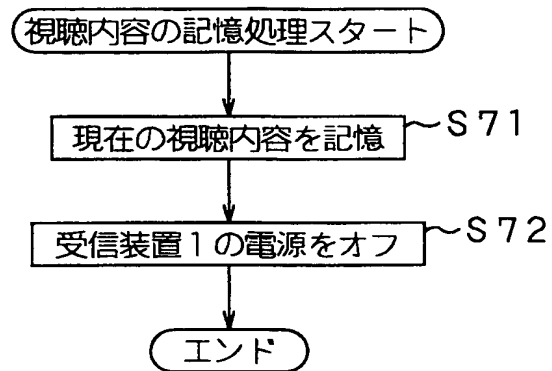 視聴内容の記憶処理スタート
現在の視聴内容を記憶
S71
受信装置1の電源をオフ
S72
エンド